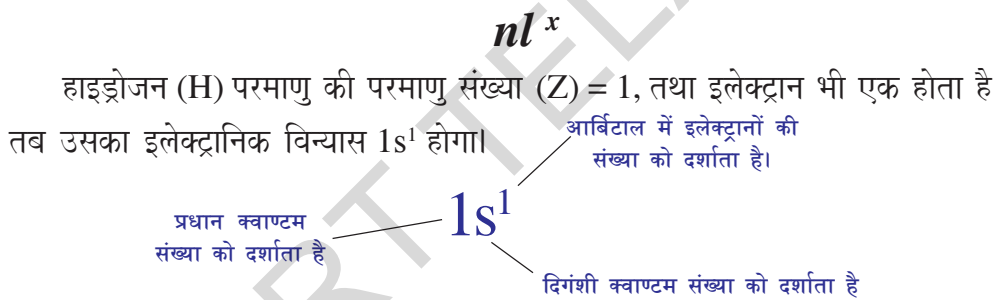 nl ˣ
हाइड्रोजन (H) परमाणु की परमाणु संख्या (Z) = 1, तथा इलेक्ट्रान भी एक होता है
तब उसका इलेक्ट्रानिक विन्यास 1s¹ होगा।
आर्बिटाल में इलेक्ट्रानों की
संख्या को दर्शाता है।
1s¹
प्रधान क्वाण्टम
संख्या को दर्शाता है
दिगंशी क्वाण्टम संख्या को दर्शाता है